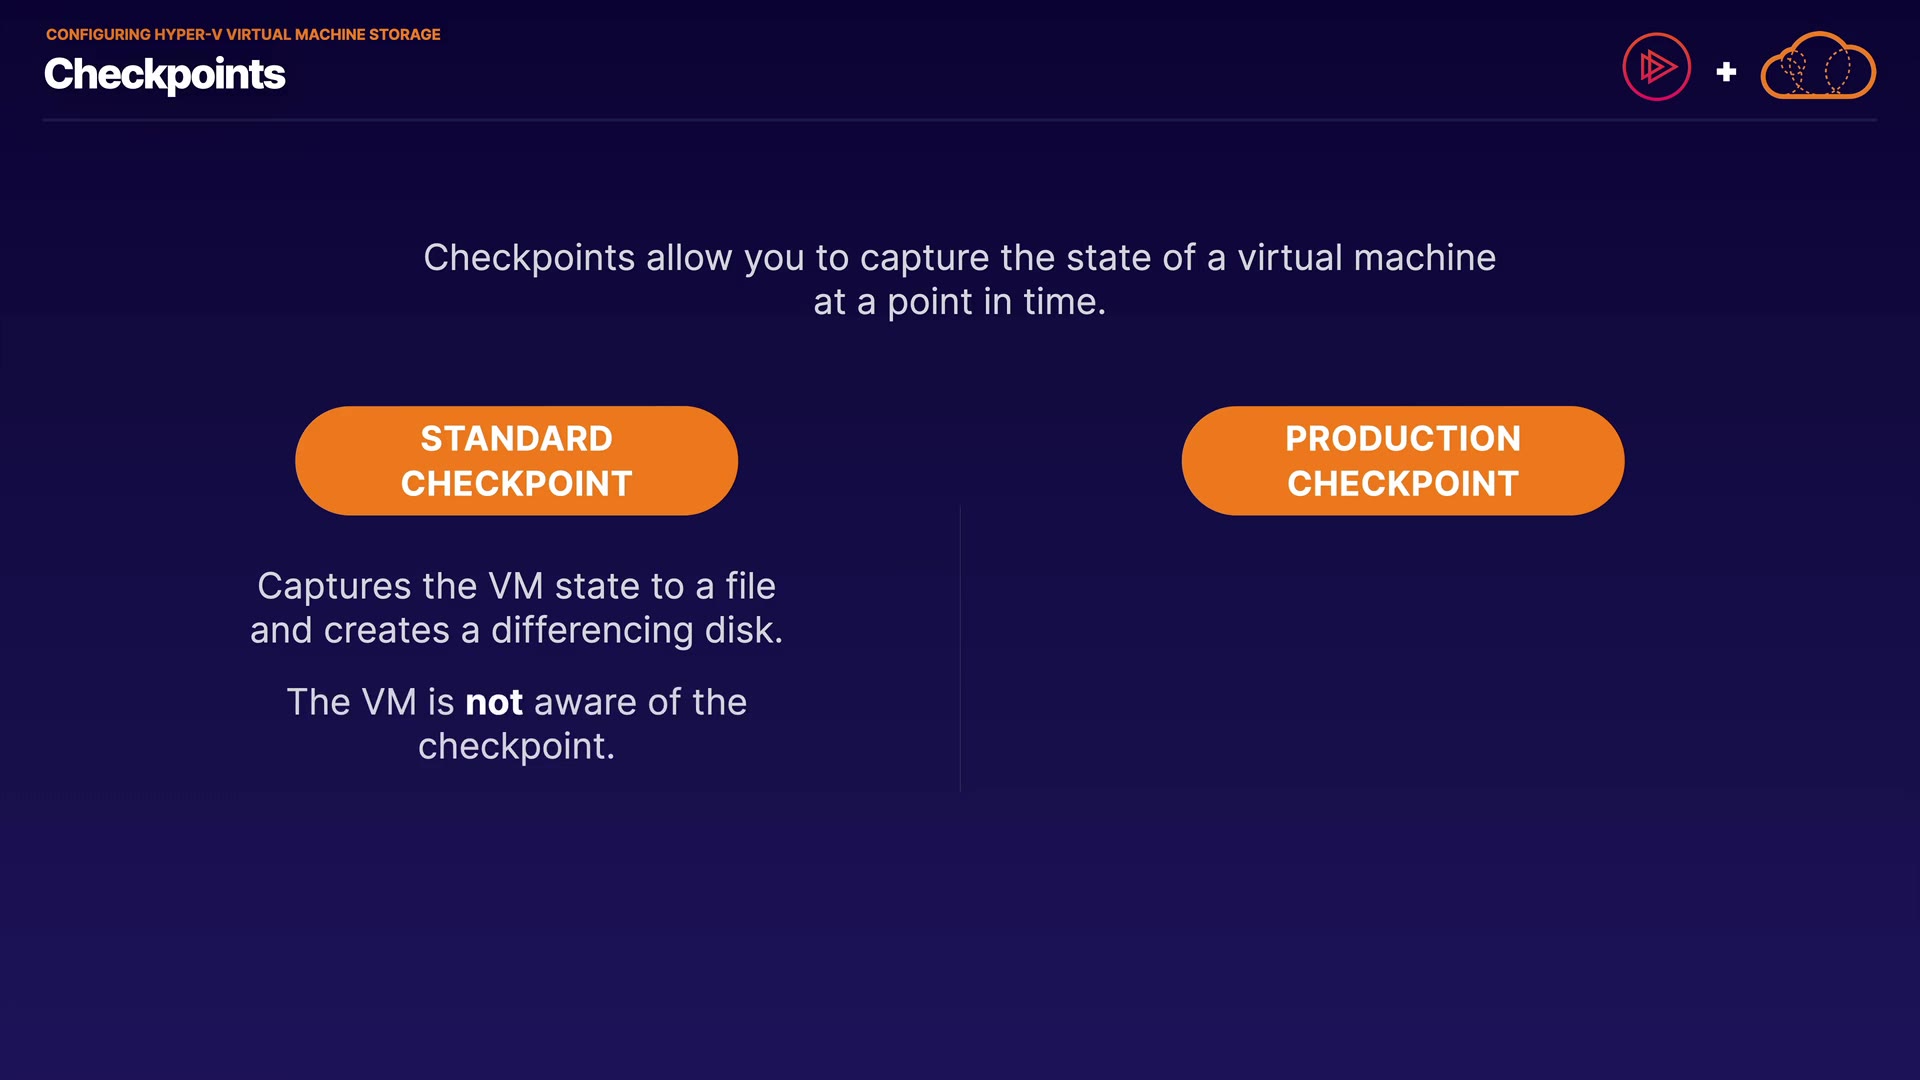 CONFIGURING HYPER-V VIRTUAL MACHINE STORAGE
Checkpoints
+
Checkpoints allow you to capture the state of a virtual machine
at a point in time.
STANDARD
CHECKPOINT
Captures the VM state to a file
and creates a differencing disk.
The VM is not aware of the
checkpoint.
PRODUCTION
CHECKPOINT